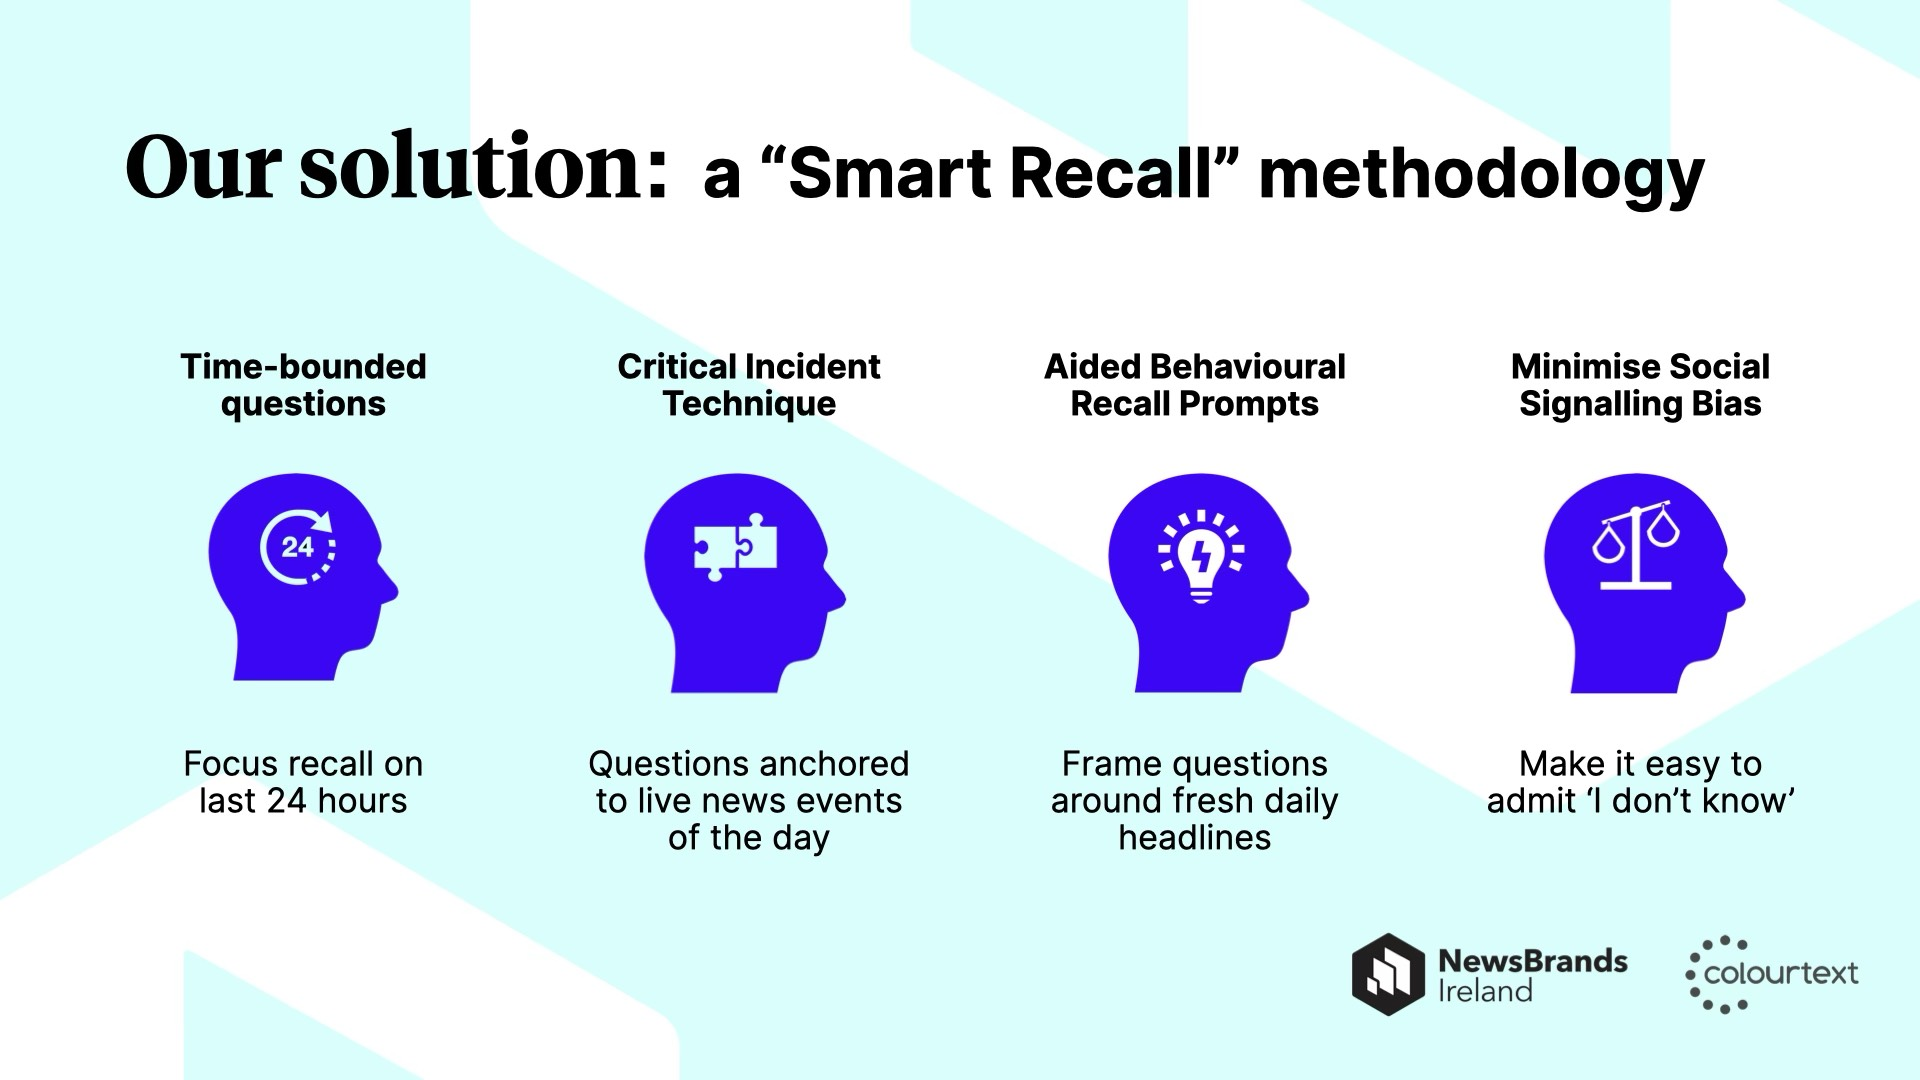 Our solution: a “Smart Recall” methodology
Time-bounded
questions
24
Focus recall on
last 24 hours
Critical Incident
Technique
Questions anchored
to live news events
of the day
Aided Behavioural
Recall Prompts
Frame questions
around fresh daily
headlines
Minimise Social
Signalling Bias
Make it easy to
admit ‘I don’t know’
NewsBrands
Ireland
colourtext